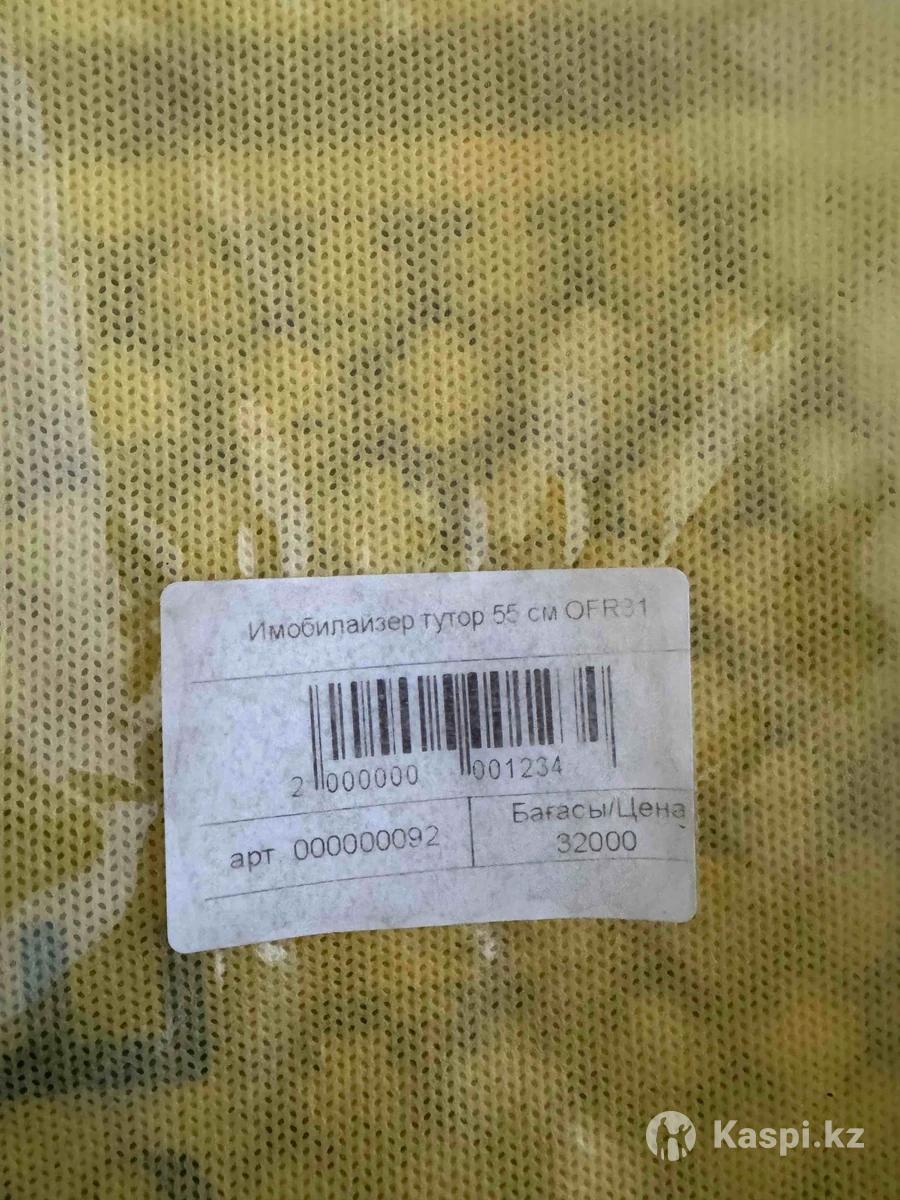 Имобилайзер тутор 55 см OFR31
2 000000 001234
арт 000000092
Бағасы/Цена
32000
Kaspi.kz